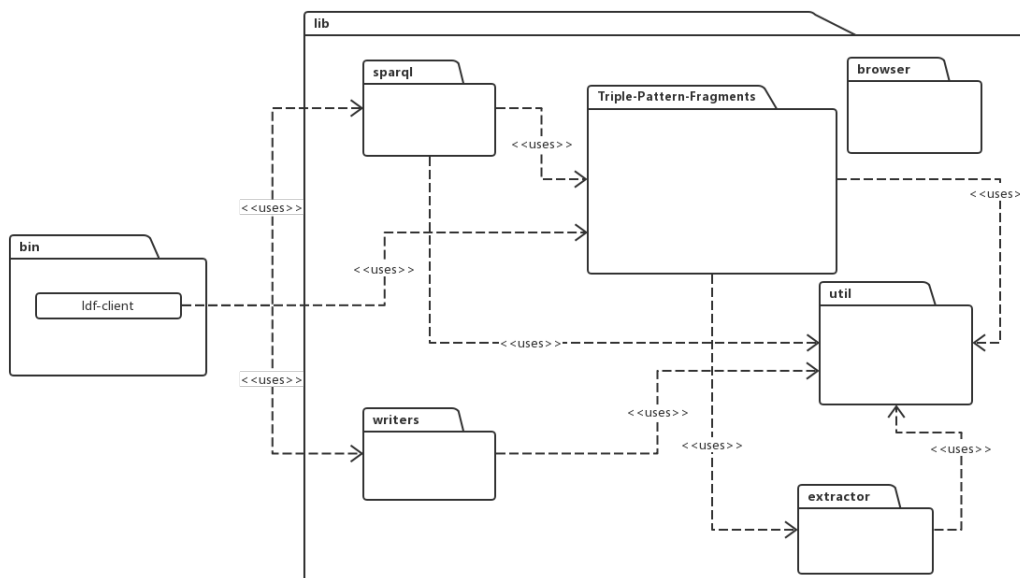 lib
sparql
browser
Triple-Pattern-Fragments
<<uses>>
<<uses>>
<<uses>>
bin
<<uses>>
util
ldf-client
<<uses>>
<<uses>>
<<uses>>
writers
<<uses>>
<<uses>>
extractor